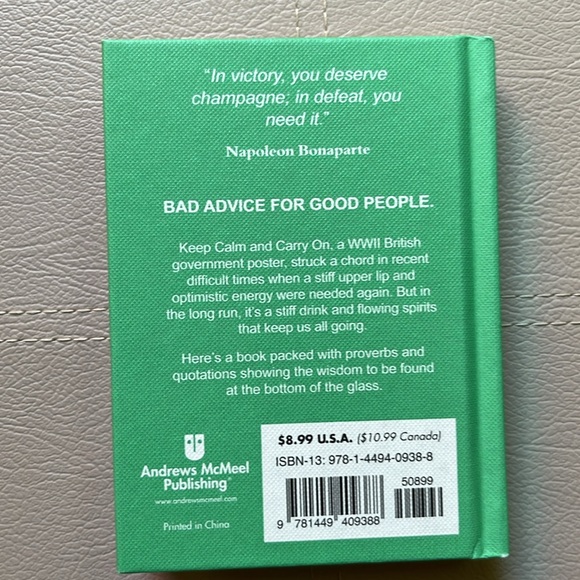 “In victory, you deserve
champagne; in defeat, you
need it.”
Napoleon Bonaparte
BAD ADVICE FOR GOOD PEOPLE.
Keep Calm and Carry On, a WWII British
government poster, struck a chord in recent
difficult times when a stiff upper lip and
optimistic energy were needed again. But in
the long run, it’s a stiff drink and flowing spirits
that keep us all going.
Here’s a book packed with proverbs and
quotations showing the wisdom to be found
at the bottom of the glass.
Andrews McMeel
Publishing®
www.andrewsmcmeel.com
Printed in China
$8.99 U.S.A. ($10.99 Canada)
ISBN-13: 978-1-4494-0938-8
50899
9 781449 409388